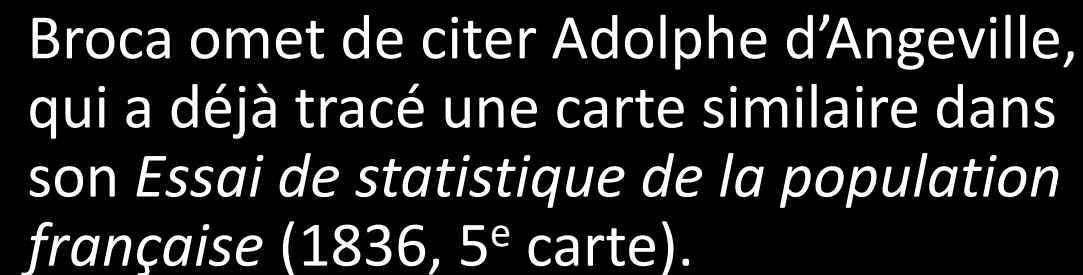 Broca omet de citer Adolphe d’Angeville,
qui a déjà tracé une carte similaire dans
son Essai de statistique de la population
française (1836, 5ᵉ carte).